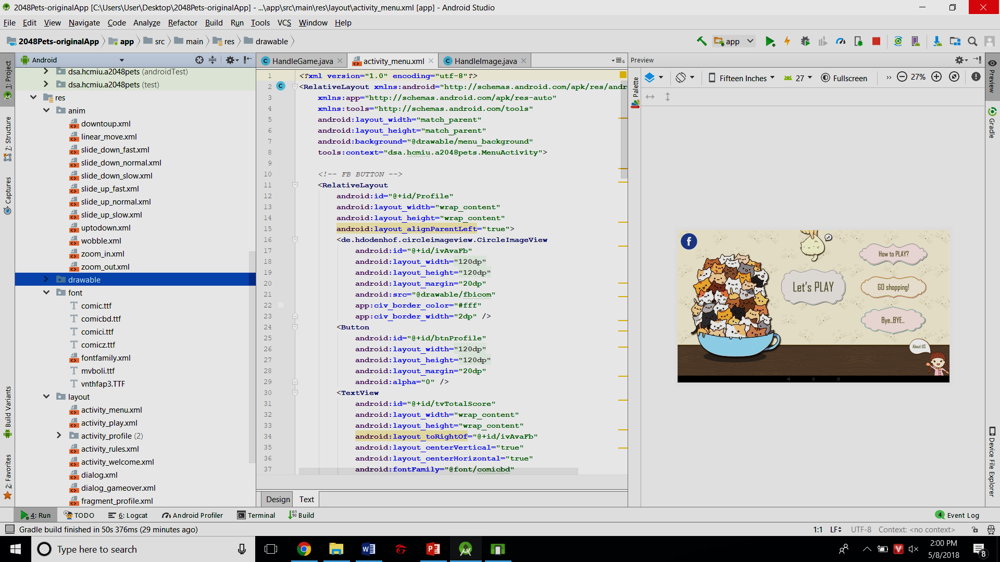 2048Pets-originalApp [C:\Users\User\Desktop\2048Pets-originalApp] - ...\app\src\main\res\layout\activity_menu.xml [app] - Android Studio
File Edit View Navigate Code Analyze Refactor Build Run Tools VCS Window Help
2048Pets-originalApp app src main res drawable
app
1: Project
7: Structure
Captures
Build Variants
2: Favorites
Android
dsa.hcmiu.a2048pets (androidTest)
dsa.hcmiu.a2048pets (test)
res
anim
downtoup.xml
linear_move.xml
slide_down_fast.xml
slide_down_normal.xml
slide_down_slow.xml
slide_up_fast.xml
slide_up_normal.xml
slide_up_slow.xml
uptodown.xml
wobble.xml
zoom_in.xml
zoom_out.xml
drawable
font
comic.ttf
comicbd.ttf
comici.ttf
comicz.ttf
fontfamily.xml
mvboli.ttf
vnthfap3.TTF
layout
activity_menu.xml
activity_play.xml
activity_profile (2)
activity_rules.xml
activity_welcome.xml
dialog.xml
dialog_gameover.xml
fragment_profile.xml
HandleGame.java activity_menu.xml HandleImage.java
1 <?xml version="1.0" encoding="utf-8"?>
2 <RelativeLayout xmlns:android="http://schemas.android.com/apk/res/andr
3 xmlns:app="http://schemas.android.com/apk/res-auto"
4 xmlns:tools="http://schemas.android.com/tools"
5 android:layout_width="match_parent"
6 android:layout_height="match_parent"
7 android:background="@drawable/menu_background"
8 tools:context="dsa.hcmiu.a2048pets.MenuActivity">
9
10 <!-- FB BUTTON -->
11 <RelativeLayout
12 android:id="@+id/Profile"
13 android:layout_width="wrap_content"
14 android:layout_height="wrap_content"
15 android:layout_alignParentLeft="true">
16 <de.hdodenhof.circleimageview.CircleImageView
17 android:id="@+id/ivAvaFb"
18 android:layout_width="120dp"
19 android:layout_height="120dp"
20 android:layout_margin="20dp"
21 android:src="@drawable/fbicom"
22 app:civ_border_color="#fff"
23 app:civ_border_width="2dp" />
24 <Button
25 android:id="@+id/btnProfile"
26 android:layout_width="120dp"
27 android:layout_height="120dp"
28 android:layout_margin="20dp"
29 android:alpha="0" />
30 <TextView
31 android:id="@+id/tvTotalScore"
32 android:layout_width="wrap_content"
33 android:layout_height="wrap_content"
34 android:layout_toRightOf="@+id/ivAvaFb"
35 android:layout_centerVertical="true"
36 android:layout_centerHorizontal="true"
37 android:fontFamily="@font/comicbd"
Design Text
Preview
Palette
Fifteen Inches 27 Fullscreen
27%
f
How to PLAY?
Let's PLAY
GO shopping!
Bye..BYE..
About US
Preview
Gradle
Device File Explorer
4: Run TODO 6: Logcat Android Profiler Terminal Build
4 Event Log
Gradle build finished in 50s 376ms (29 minutes ago)
1:1 LF UTF-8 Context: <no context>
Type here to search
2:00 PM
5/8/2018
8